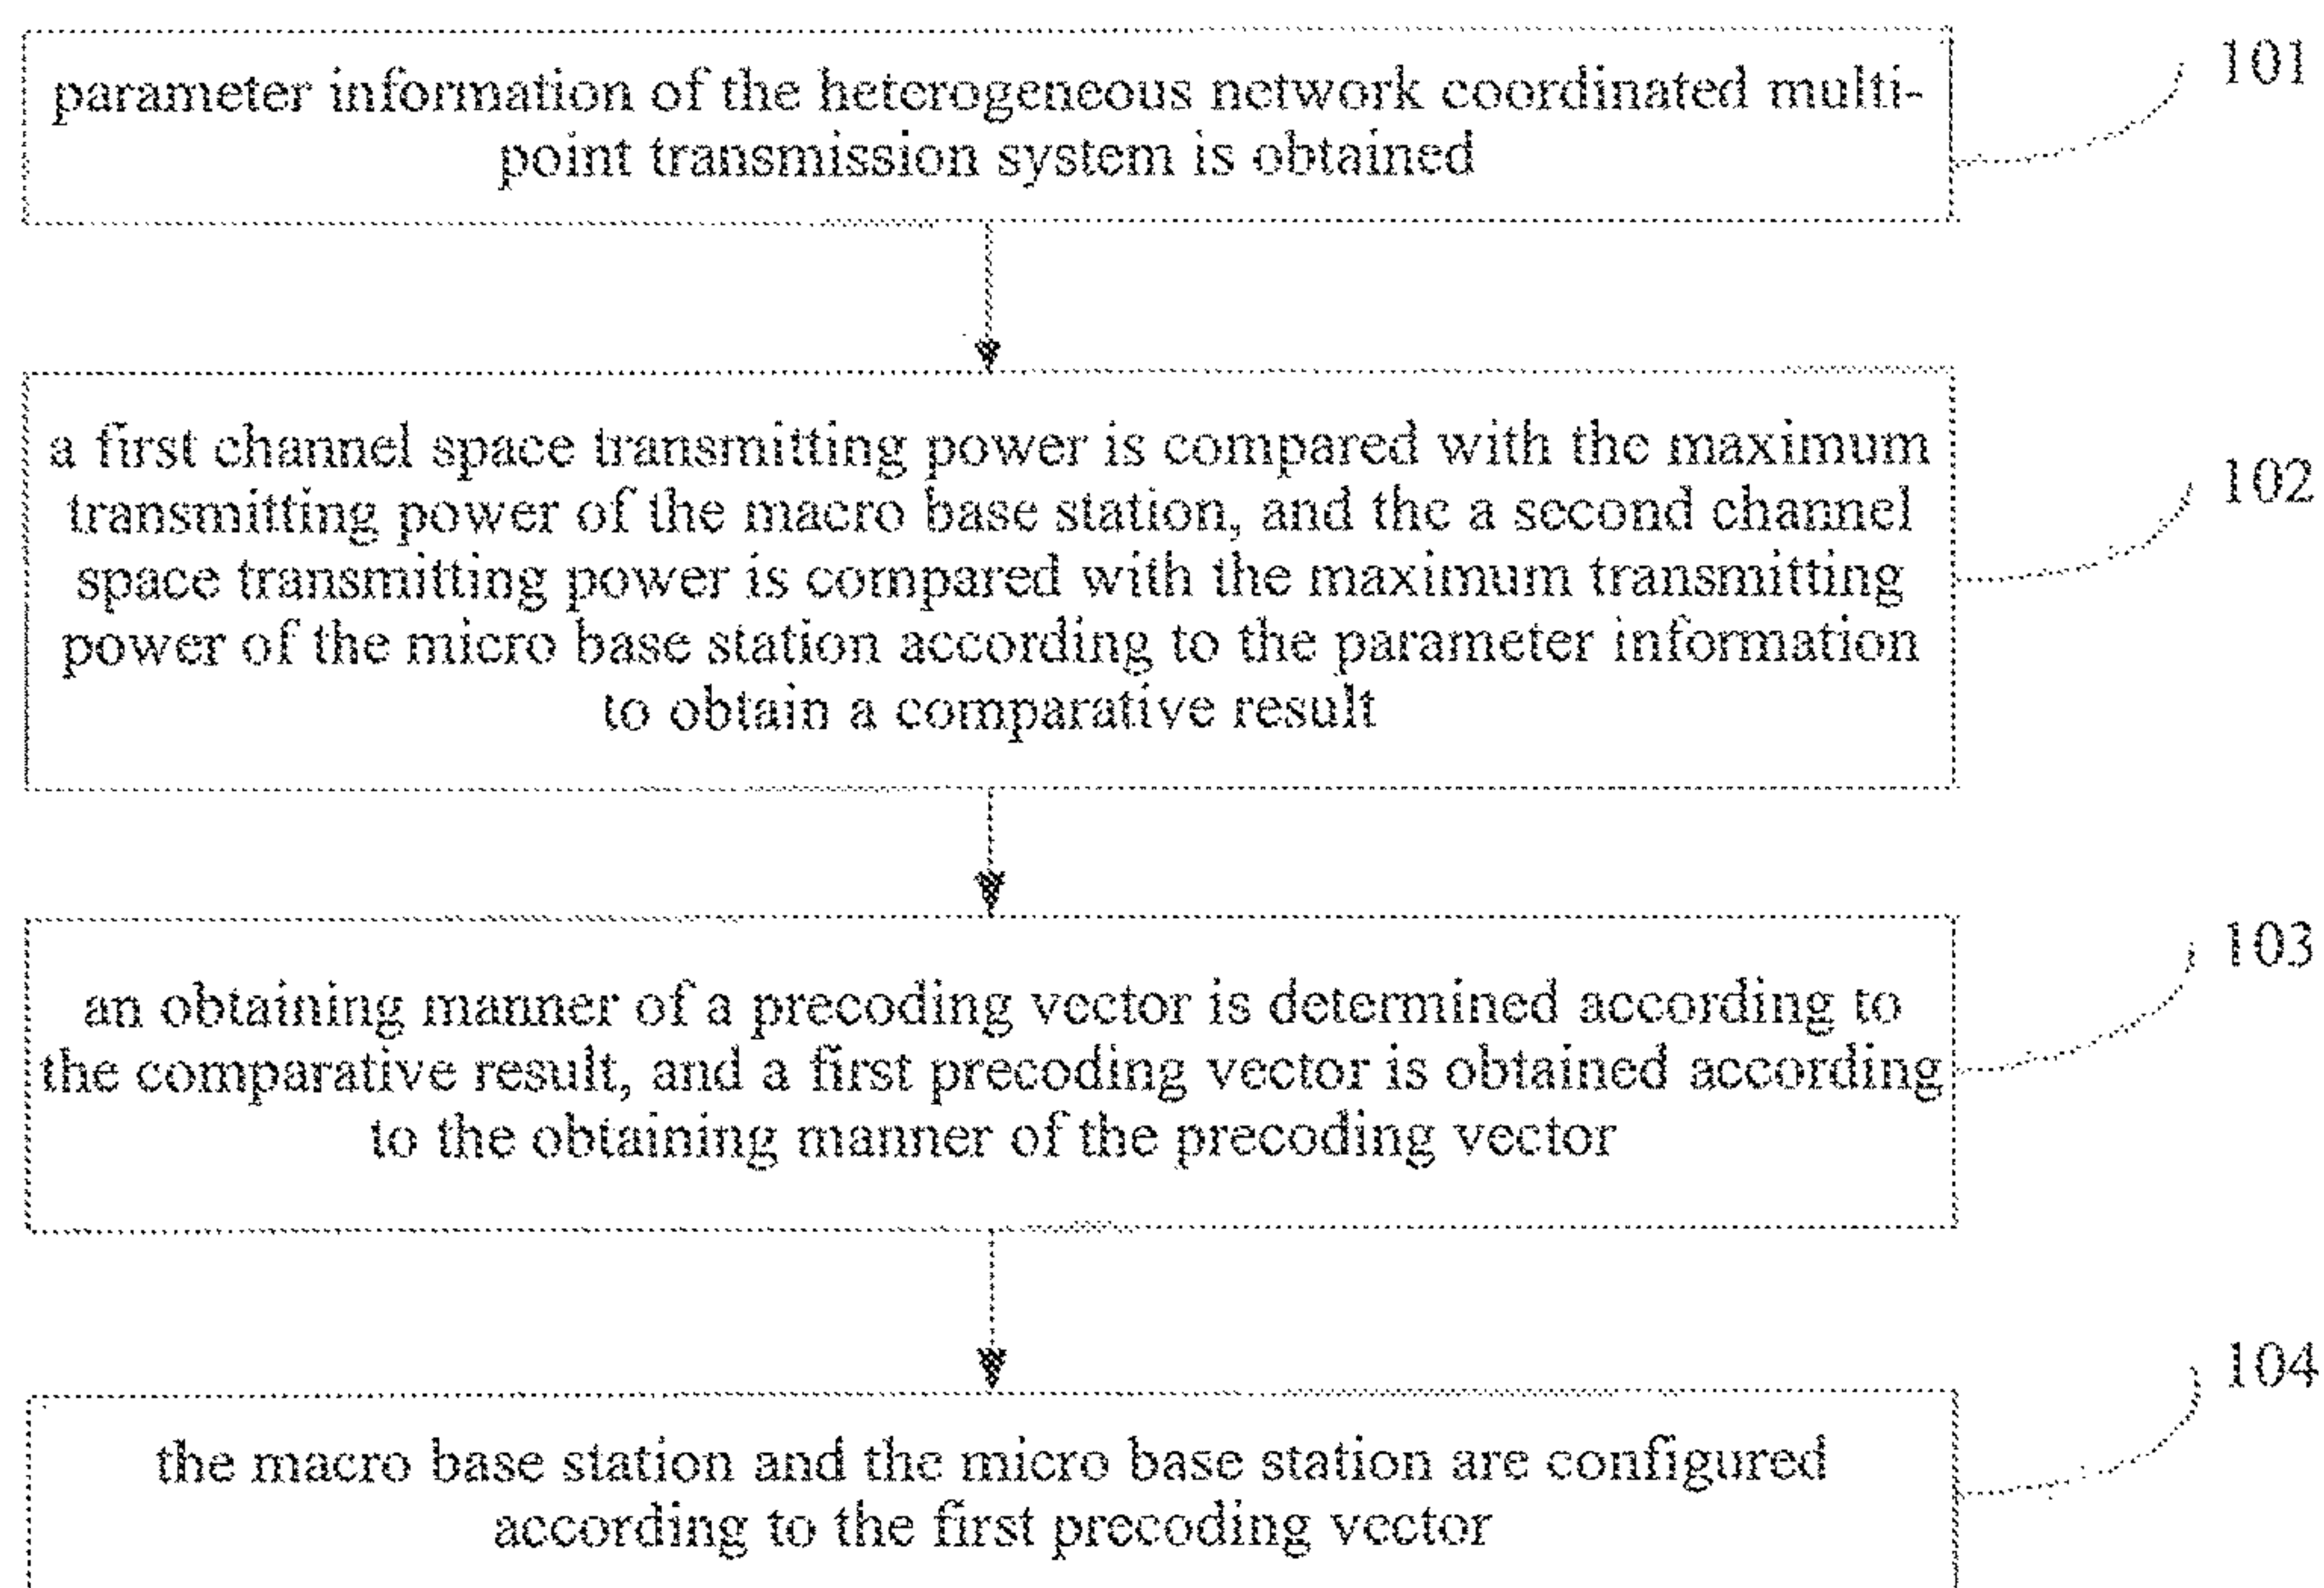 parameter information of the heterogeneous network coordinated multi-
point transmission system is obtained
101
a first channel space transmitting power is compared with the maximum
transmitting power of the macro base station, and the a second channel
space transmitting power is compared with the maximum transmitting
power of the micro base station according to the parameter information
to obtain a comparative result
102
an obtaining manner of a precoding vector is determined according to
the comparative result, and a first precoding vector is obtained according
to the obtaining manner of the precoding vector
103
the macro base station and the micro base station are configured
according to the first precoding vector
104